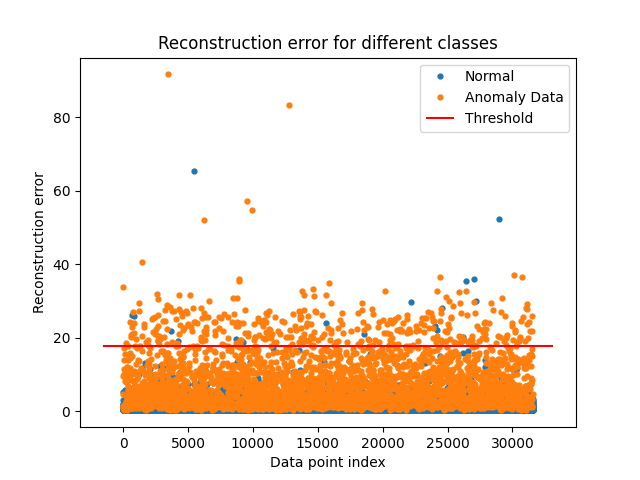 Reconstruction error for different classes
Normal
Anomaly Data
Threshold
Reconstruction error
80
60
40
20
0
0 5000 10000 15000 20000 25000 30000
Data point index